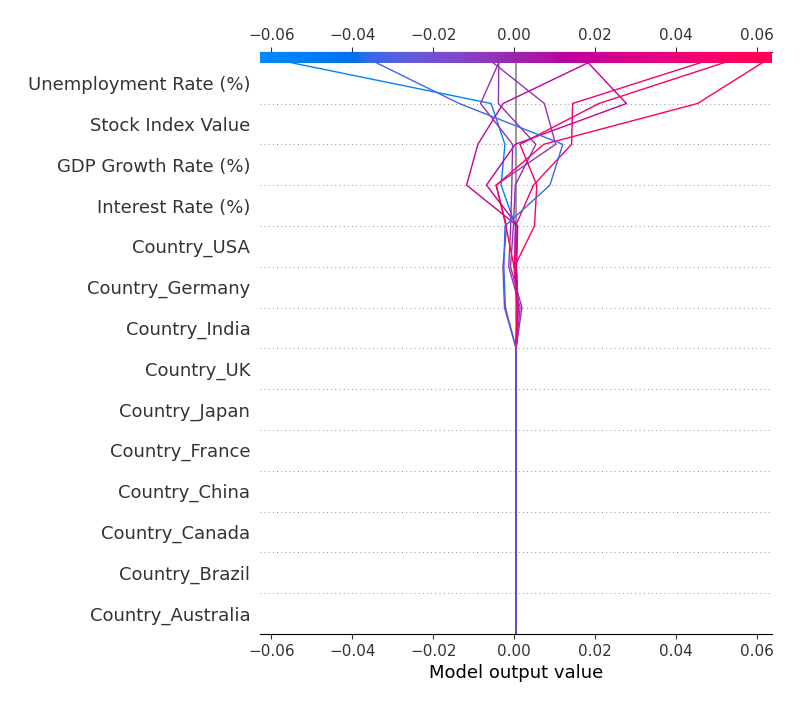 −0.06 −0.04 −0.02 0.00 0.02 0.04 0.06
Unemployment Rate (%)
Stock Index Value
GDP Growth Rate (%)
Interest Rate (%)
Country_USA
Country_Germany
Country_India
Country_UK
Country_Japan
Country_France
Country_China
Country_Canada
Country_Brazil
Country_Australia
−0.06 −0.04 −0.02 0.00 0.02 0.04 0.06
Model output value